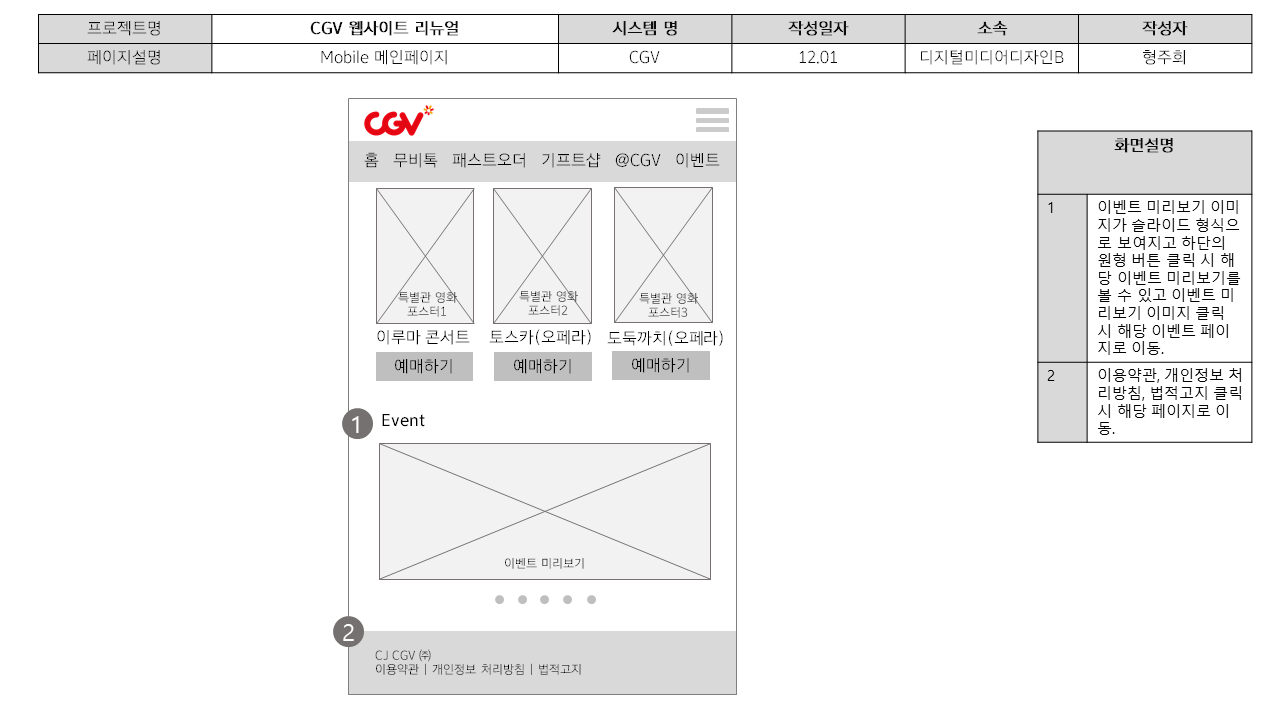 프로젝트명 CGV 웹사이트 리뉴얼 시스템 명 작성일자 소속 작성자
페이지설명 Mobile 메인페이지 CGV 12.01 디지털미디어디자인B 형주희
CGV
홈 무비톡 패스트오더 기프트샵 @CGV 이벤트
특별관 영화
포스터1
특별관 영화
포스터2
특별관 영화
포스터3
이루마 콘서트 토스카(오페라) 도둑까치(오페라)
예매하기 예매하기 예매하기
1 Event
이벤트 미리보기
2
CJ CGV ㈜
이용약관 | 개인정보 처리방침 | 법적고지
화면설명
1 이벤트 미리보기 이미
지가 슬라이드 형식으
로 보여지고 하단의
원형 버튼 클릭 시 해
당 이벤트 미리보기를
볼 수 있고 이벤트 미
리보기 이미지 클릭
시 해당 이벤트 페이
지로 이동.
2 이용약관, 개인정보 처
리방침, 법적고지 클릭
시 해당 페이지로 이
동.